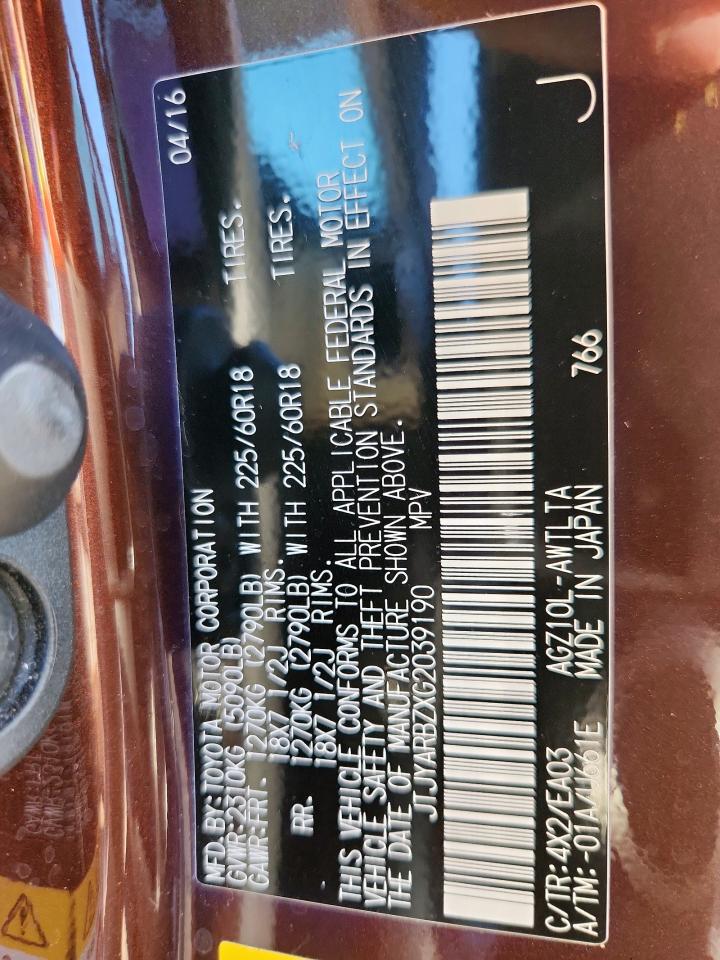 MFD.BY:TOYOTA MOTOR CORPORATION 04/16
GVWR:2310KG (5090LB)
GAWR:FRT. 1270KG (2790LB) WITH 225/60R18 TIRES.
18X7 1/2J RIMS.
RR. 1270KG (2790LB) WITH 225/60R18 TIRES.
18X7 1/2J RIMS.
THIS VEHICLE CONFORMS TO ALL APPLICABLE FEDERAL MOTOR
VEHICLE SAFETY AND THEFT PREVENTION STANDARDS IN EFFECT ON
THE DATE OF MANUFACTURE SHOWN ABOVE.
JTJYARBZXG2039190 MPV
C/TR:4X2/EA03 AGZ10L-AWTLTA 766 J
A/TM:-01A/U661E MADE IN JAPAN